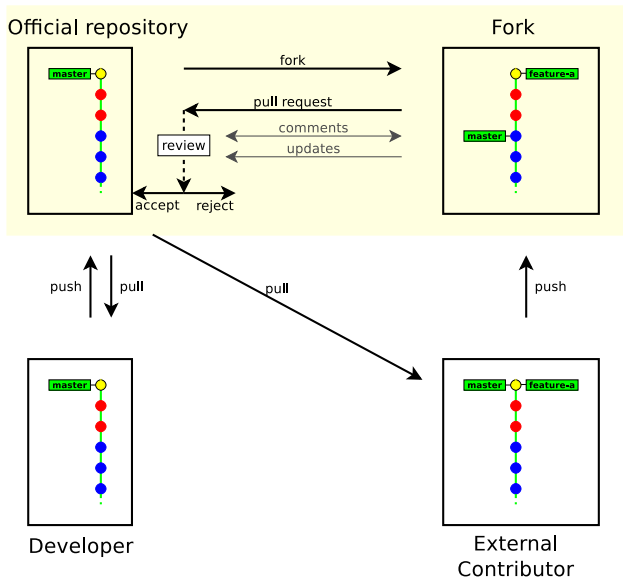 Official repository
Fork
master
fork
feature-a
pull request
comments
master
review
updates
accept
reject
push
pull
pull
push
master
master
feature-a
Developer
External
Contributor